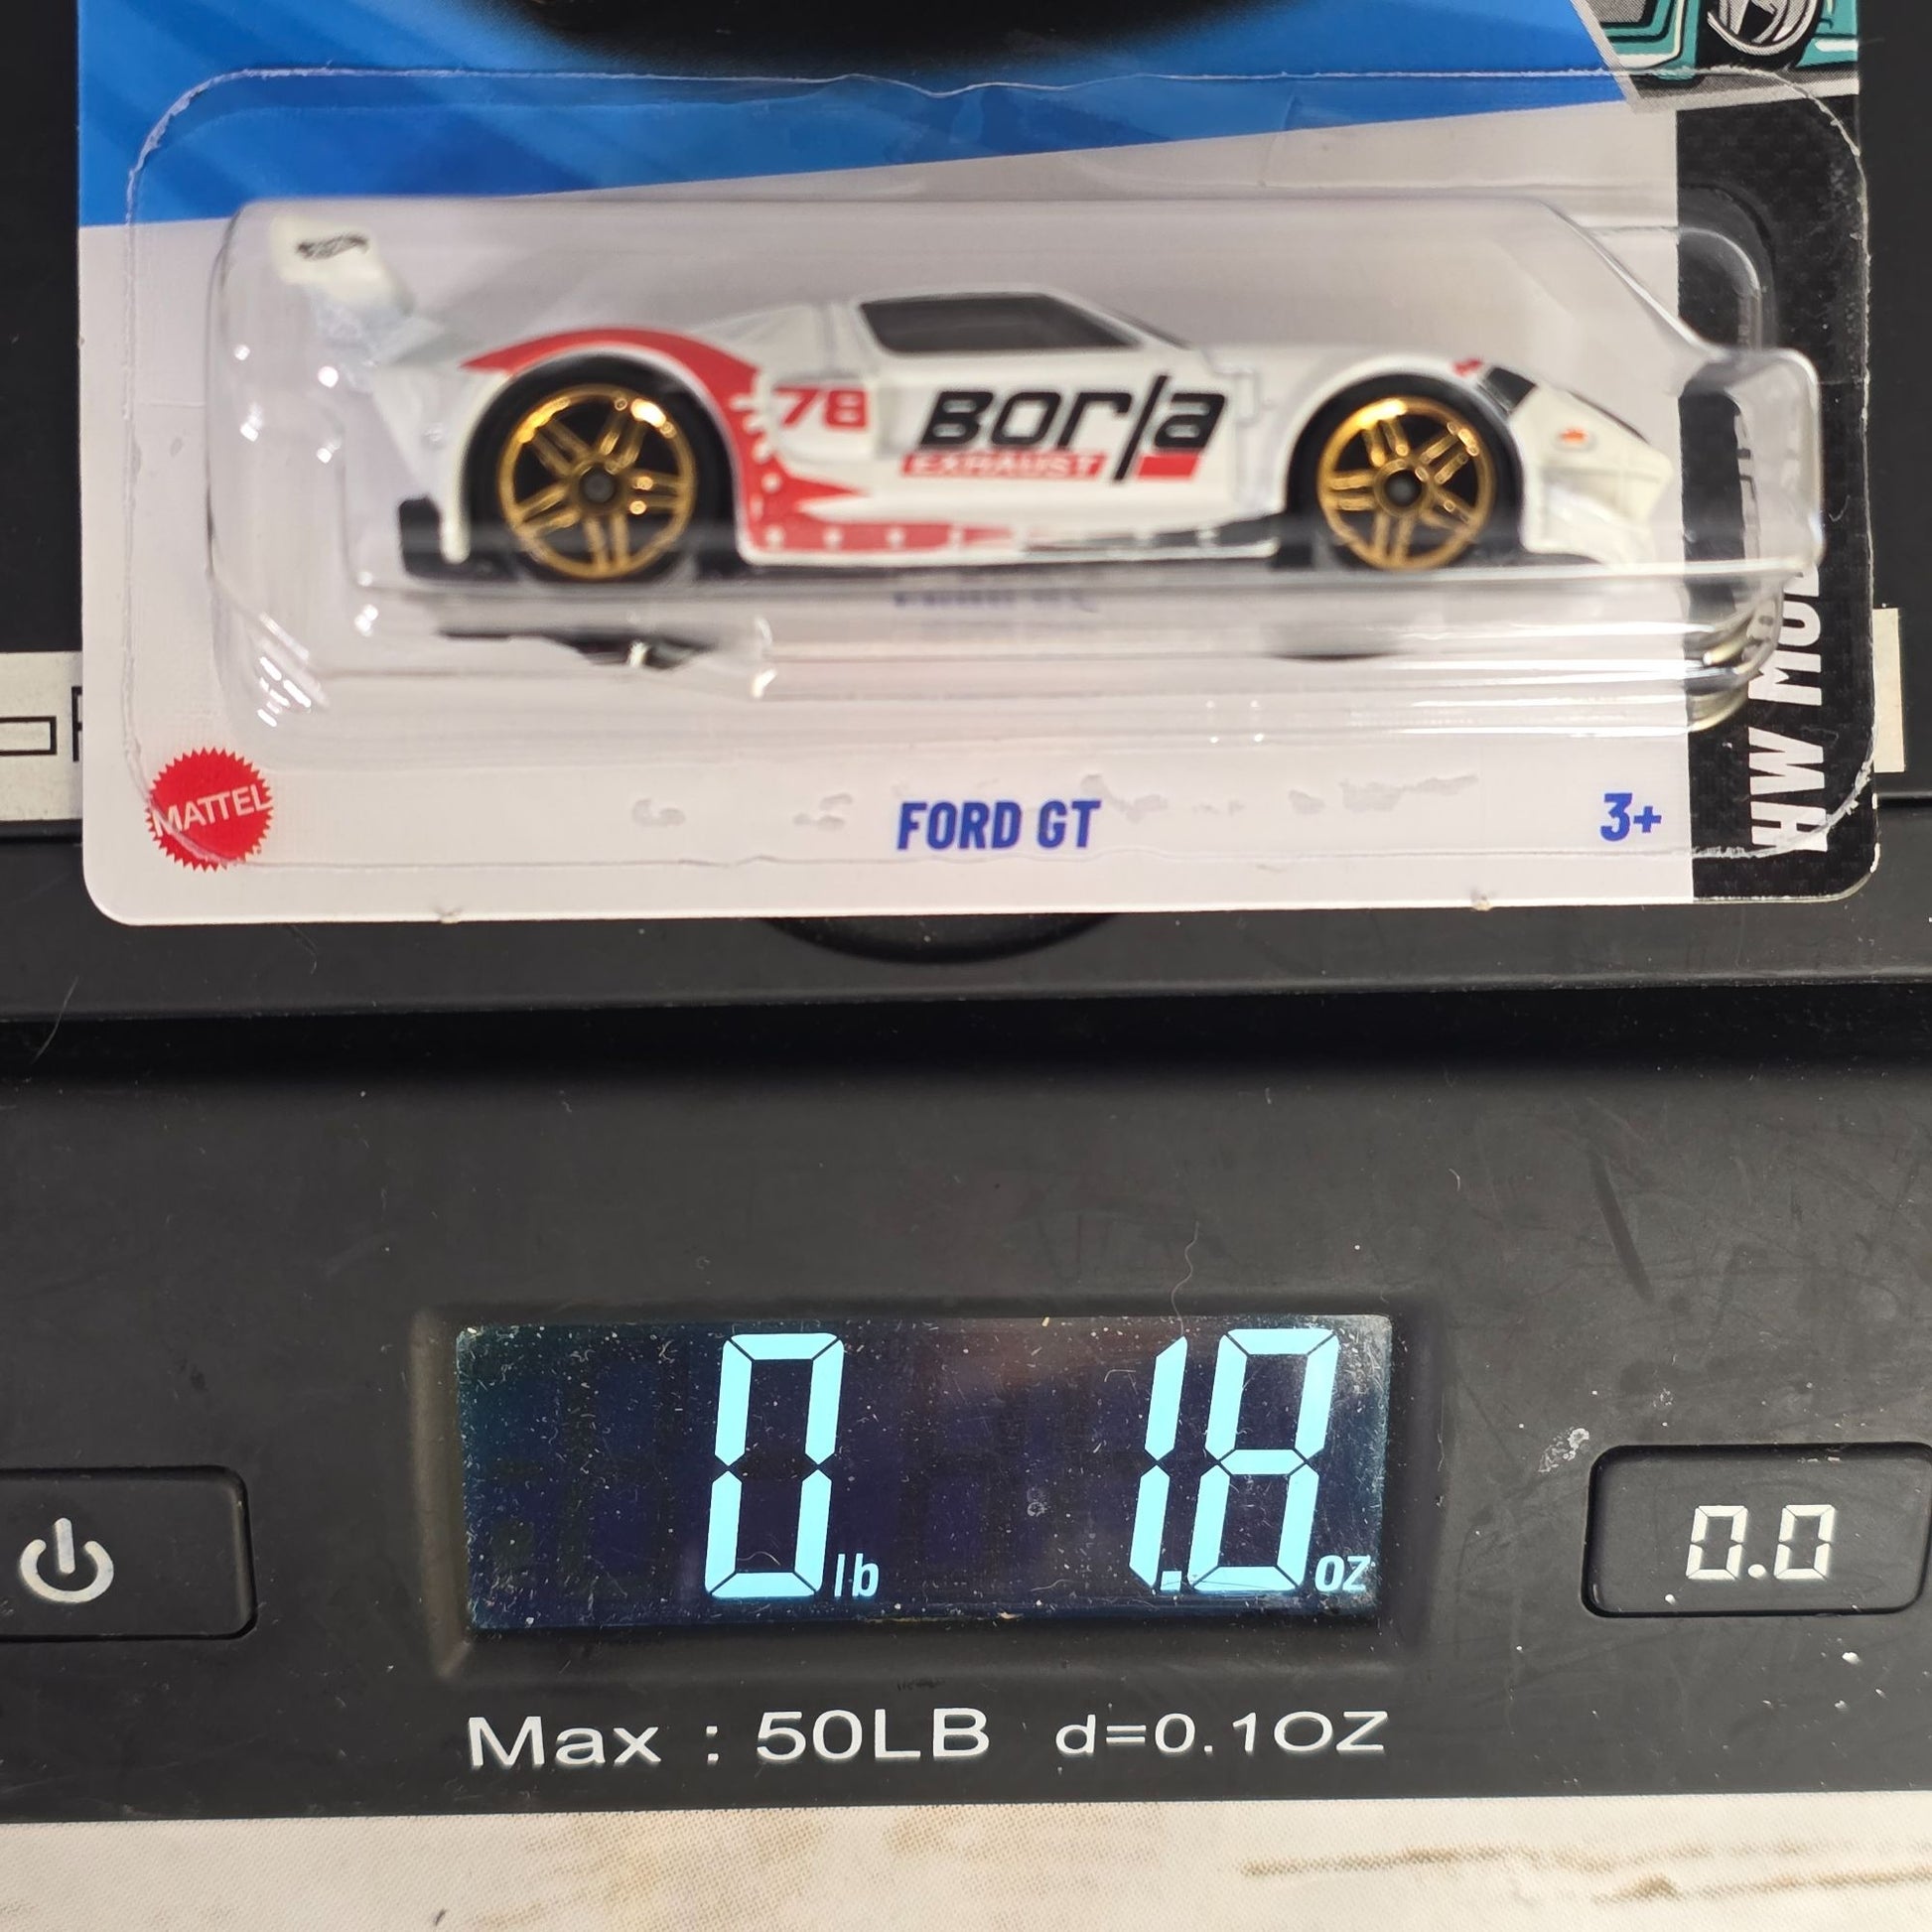 78
Borla
EXHAUST
MATTEL
FORD GT
3+
HW MO
0 lb 1.8 oz
0.0
Max : 50LB d=0.1OZ